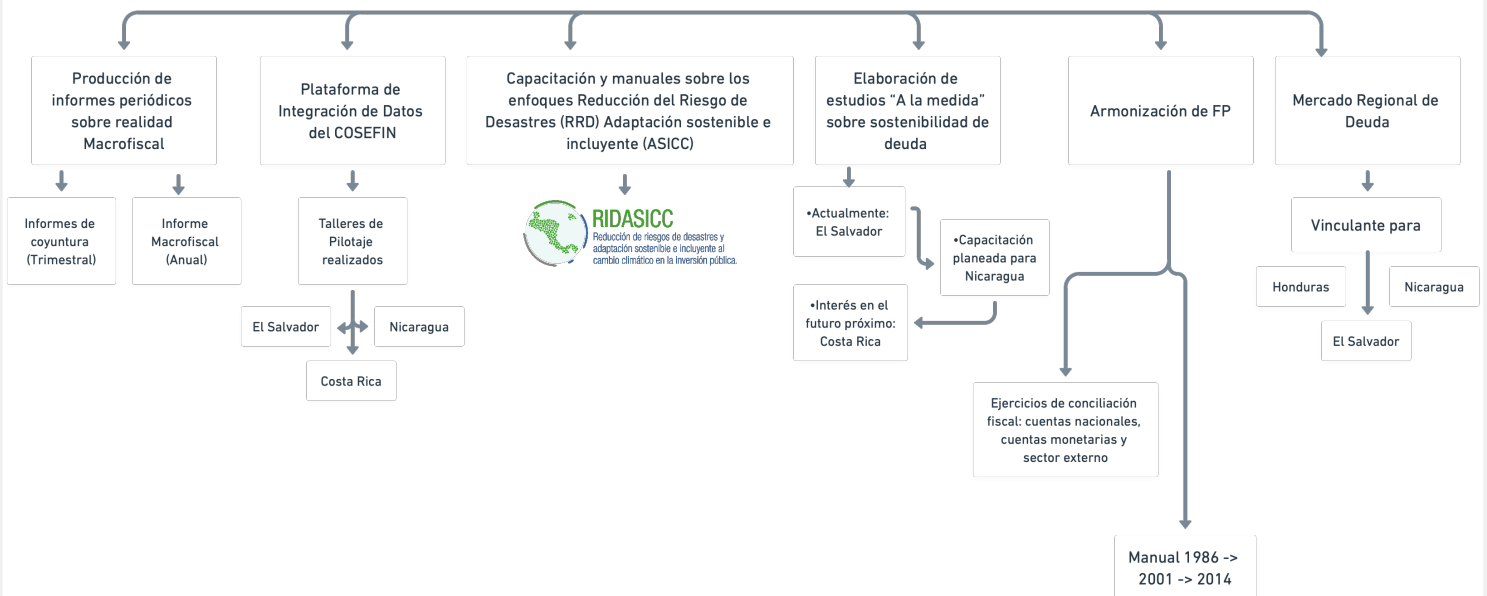 Producción de
informes periódicos
sobre realidad
Macrofiscal
Plataforma de
Integración de Datos
del COSEFIN
Capacitación y manuales sobre los
enfoques Reducción del Riesgo de
Desastres (RRD) Adaptación sostenible e
incluyente (ASICC)
Elaboración de
estudios “A la medida”
sobre sostenibilidad de
deuda
Armonización de FP
Mercado Regional de
Deuda
Informes de
coyuntura
(Trimestral)
Informe
Macrofiscal
(Anual)
Talleres de
Pilotaje
realizados
El Salvador
Nicaragua
Costa Rica
RIDASICC
Reducción de riesgos de desastres y
adaptación sostenible e incluyente al
cambio climático en la inversión pública.
•Actualmente:
El Salvador
•Capacitación
planeada para
Nicaragua
•Interés en el
futuro próximo:
Costa Rica
Ejercicios de conciliación
fiscal: cuentas nacionales,
cuentas monetarias y
sector externo
Manual 1986 ->
2001 -> 2014
Vinculante para
Honduras
Nicaragua
El Salvador